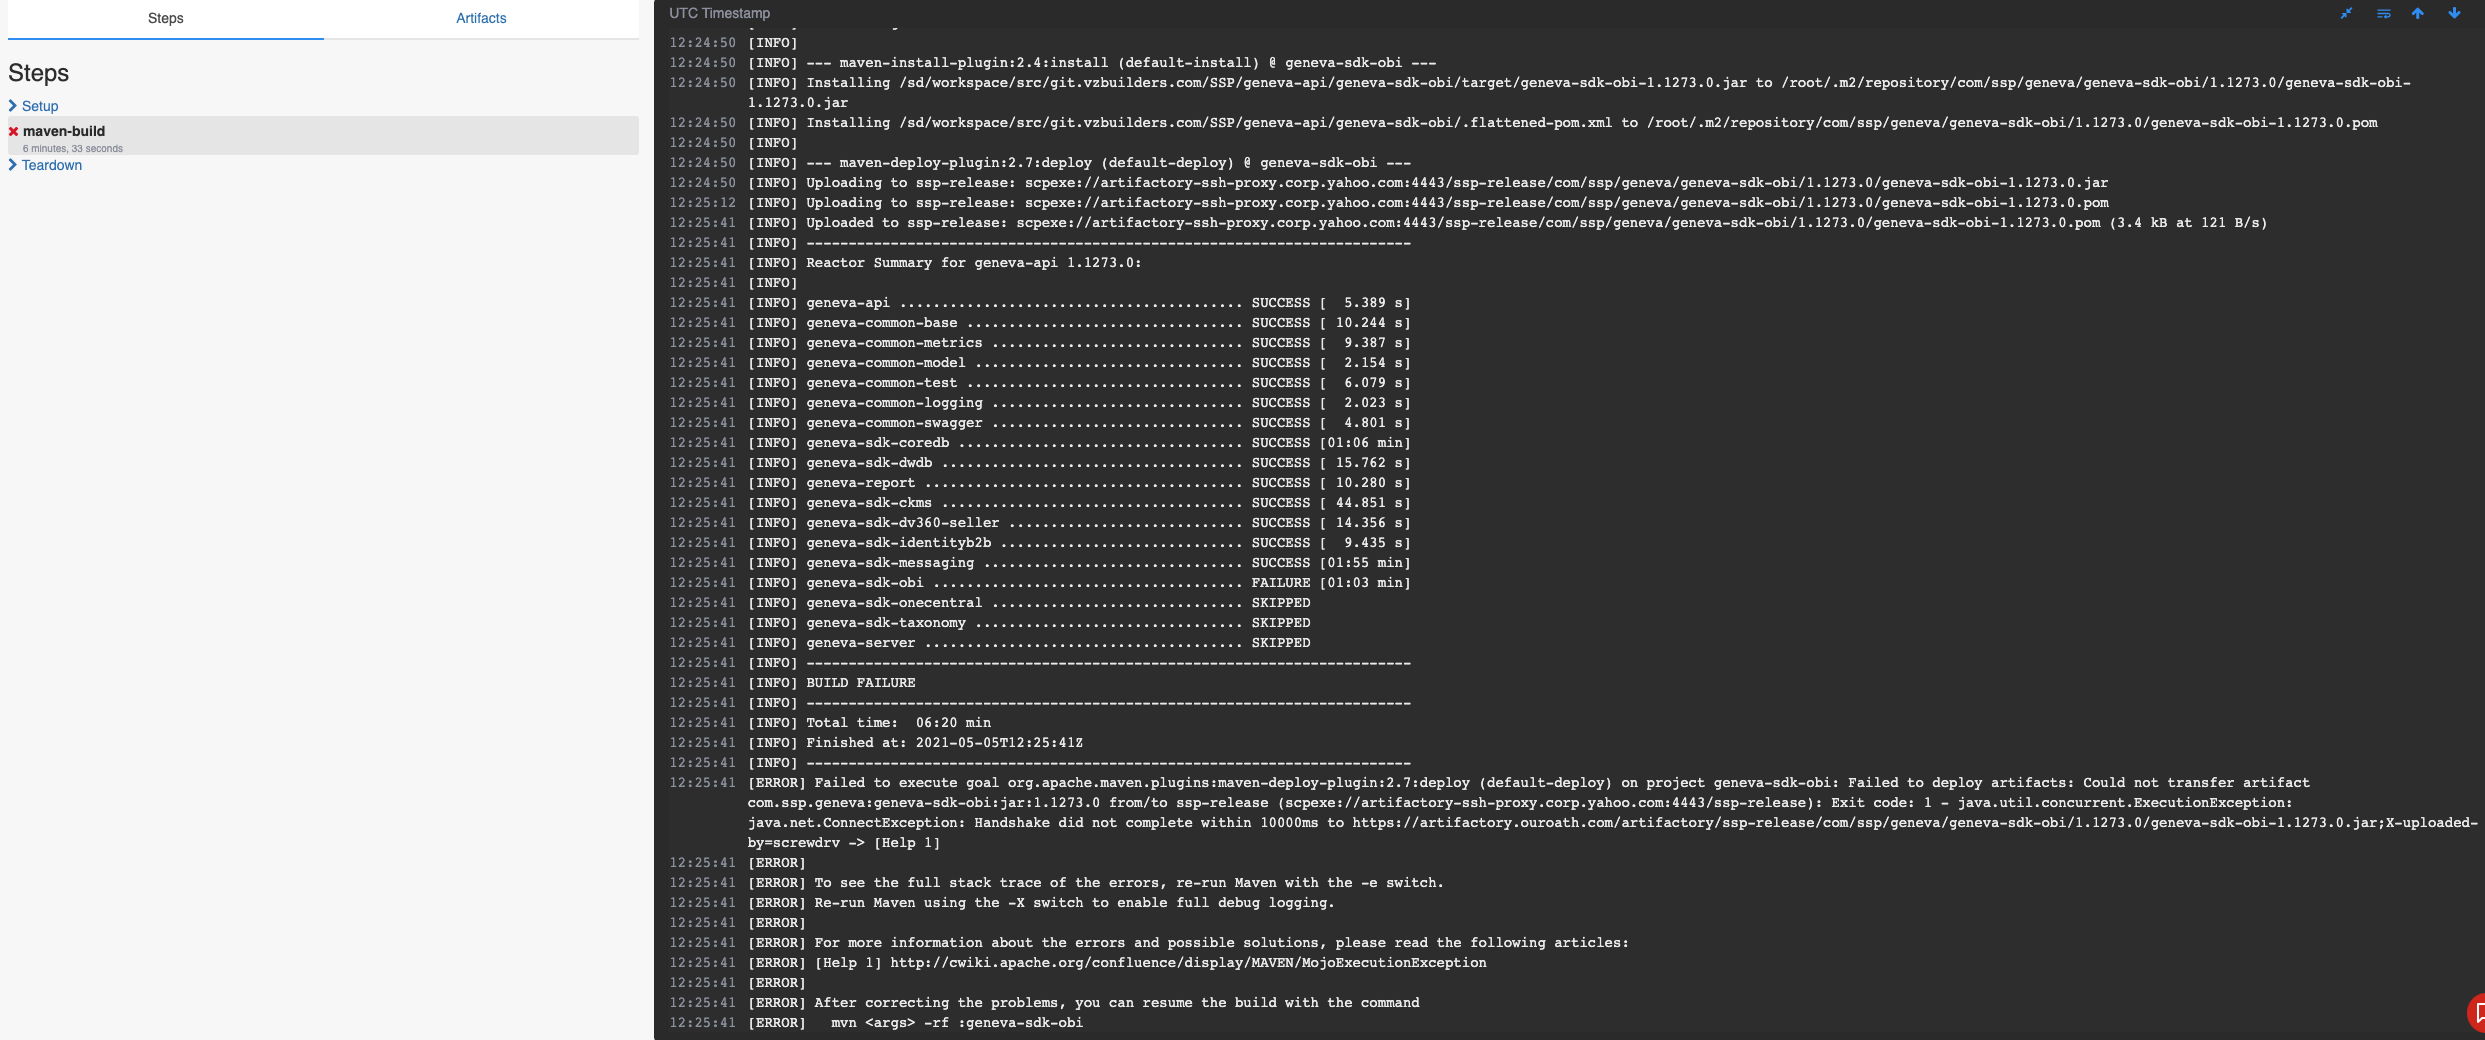 Steps
Artifacts
Steps
Setup
maven-build
6 minutes, 33 seconds
Teardown
UTC Timestamp
12:24:50 [INFO]
12:24:50 [INFO] --- maven-install-plugin:2.4:install (default-install) @ geneva-sdk-obi ---
12:24:50 [INFO] Installing /sd/workspace/src/git.vzbuilders.com/SSP/geneva-api/geneva-sdk-obi/target/geneva-sdk-obi-1.1273.0.jar to /root/.m2/repository/com/ssp/geneva/geneva-sdk-obi/1.1273.0/geneva-sdk-obi-
1.1273.0.jar
12:24:50 [INFO] Installing /sd/workspace/src/git.vzbuilders.com/SSP/geneva-api/geneva-sdk-obi/.flattened-pom.xml to /root/.m2/repository/com/ssp/geneva/geneva-sdk-obi/1.1273.0/geneva-sdk-obi-1.1273.0.pom
12:24:50 [INFO]
12:24:50 [INFO] --- maven-deploy-plugin:2.7:deploy (default-deploy) @ geneva-sdk-obi ---
12:24:50 [INFO] Uploading to ssp-release: scpexe://artifactory-ssh-proxy.corp.yahoo.com:4443/ssp-release/com/ssp/geneva/geneva-sdk-obi/1.1273.0/geneva-sdk-obi-1.1273.0.jar
12:25:12 [INFO] Uploading to ssp-release: scpexe://artifactory-ssh-proxy.corp.yahoo.com:4443/ssp-release/com/ssp/geneva/geneva-sdk-obi/1.1273.0/geneva-sdk-obi-1.1273.0.pom
12:25:41 [INFO] Uploaded to ssp-release: scpexe://artifactory-ssh-proxy.corp.yahoo.com:4443/ssp-release/com/ssp/geneva/geneva-sdk-obi/1.1273.0/geneva-sdk-obi-1.1273.0.pom (3.4 kB at 121 B/s)
12:25:41 [INFO] ------------------------------------------------------------------------
12:25:41 [INFO] Reactor Summary for geneva-api 1.1273.0:
12:25:41 [INFO]
12:25:41 [INFO] geneva-api ......................................... SUCCESS [  5.389 s]
12:25:41 [INFO] geneva-common-base ................................. SUCCESS [ 10.244 s]
12:25:41 [INFO] geneva-common-metrics .............................. SUCCESS [  9.387 s]
12:25:41 [INFO] geneva-common-model ................................ SUCCESS [  2.154 s]
12:25:41 [INFO] geneva-common-test ................................. SUCCESS [  6.079 s]
12:25:41 [INFO] geneva-common-logging .............................. SUCCESS [  2.023 s]
12:25:41 [INFO] geneva-common-swagger .............................. SUCCESS [  4.801 s]
12:25:41 [INFO] geneva-sdk-coredb .................................. SUCCESS [01:06 min]
12:25:41 [INFO] geneva-sdk-dwdb .................................... SUCCESS [ 15.762 s]
12:25:41 [INFO] geneva-report ...................................... SUCCESS [ 10.280 s]
12:25:41 [INFO] geneva-sdk-ckms .................................... SUCCESS [ 44.851 s]
12:25:41 [INFO] geneva-sdk-dv360-seller ............................ SUCCESS [ 14.356 s]
12:25:41 [INFO] geneva-sdk-identityb2b ............................. SUCCESS [  9.435 s]
12:25:41 [INFO] geneva-sdk-messaging ............................... SUCCESS [01:55 min]
12:25:41 [INFO] geneva-sdk-obi ..................................... FAILURE [01:03 min]
12:25:41 [INFO] geneva-sdk-onecentral .............................. SKIPPED
12:25:41 [INFO] geneva-sdk-taxonomy ................................ SKIPPED
12:25:41 [INFO] geneva-server ...................................... SKIPPED
12:25:41 [INFO] ------------------------------------------------------------------------
12:25:41 [INFO] BUILD FAILURE
12:25:41 [INFO] ------------------------------------------------------------------------
12:25:41 [INFO] Total time:  06:20 min
12:25:41 [INFO] Finished at: 2021-05-05T12:25:41Z
12:25:41 [INFO] ------------------------------------------------------------------------
12:25:41 [ERROR] Failed to execute goal org.apache.maven.plugins:maven-deploy-plugin:2.7:deploy (default-deploy) on project geneva-sdk-obi: Failed to deploy artifacts: Could not transfer artifact
com.ssp.geneva:geneva-sdk-obi:jar:1.1273.0 from/to ssp-release (scpexe://artifactory-ssh-proxy.corp.yahoo.com:4443/ssp-release): Exit code: 1 - java.util.concurrent.ExecutionException:
java.net.ConnectException: Handshake did not complete within 10000ms to https://artifactory.ouroath.com/artifactory/ssp-release/com/ssp/geneva/geneva-sdk-obi/1.1273.0/geneva-sdk-obi-1.1273.0.jar;X-uploaded-
by=screwdrv -> [Help 1]
12:25:41 [ERROR]
12:25:41 [ERROR] To see the full stack trace of the errors, re-run Maven with the -e switch.
12:25:41 [ERROR] Re-run Maven using the -X switch to enable full debug logging.
12:25:41 [ERROR]
12:25:41 [ERROR] For more information about the errors and possible solutions, please read the following articles:
12:25:41 [ERROR] [Help 1] http://cwiki.apache.org/confluence/display/MAVEN/MojoExecutionException
12:25:41 [ERROR]
12:25:41 [ERROR] After correcting the problems, you can resume the build with the command
12:25:41 [ERROR]   mvn <args> -rf :geneva-sdk-obi